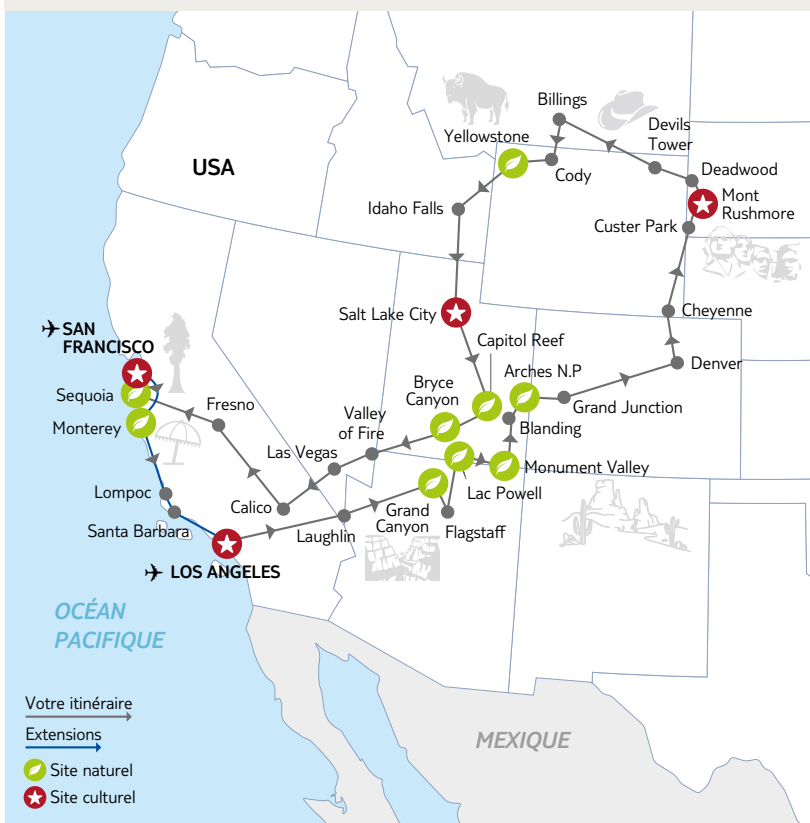 Billings
Devils
Tower
Yellowstone
USA
Cody
Deadwood
Mont
Rushmore
Idaho Falls
Custer Park
Salt Lake City
Cheyenne
SAN
FRANCISCO
Capitol Reef
Denver
Arches N.P
Bryce
Canyon
Sequoia
Fresno
Grand Junction
Monterey
Valley
of Fire
Blanding
Las Vegas
Monument Valley
Lompoc
Calico
Lac Powell
Santa Barbara
Laughlin
Grand
Canyon
Flagstaff
LOS ANGELES
OCÉAN
PACIFIQUE
Votre itinéraire
Extensions
MEXIQUE
Site naturel
Site culturel